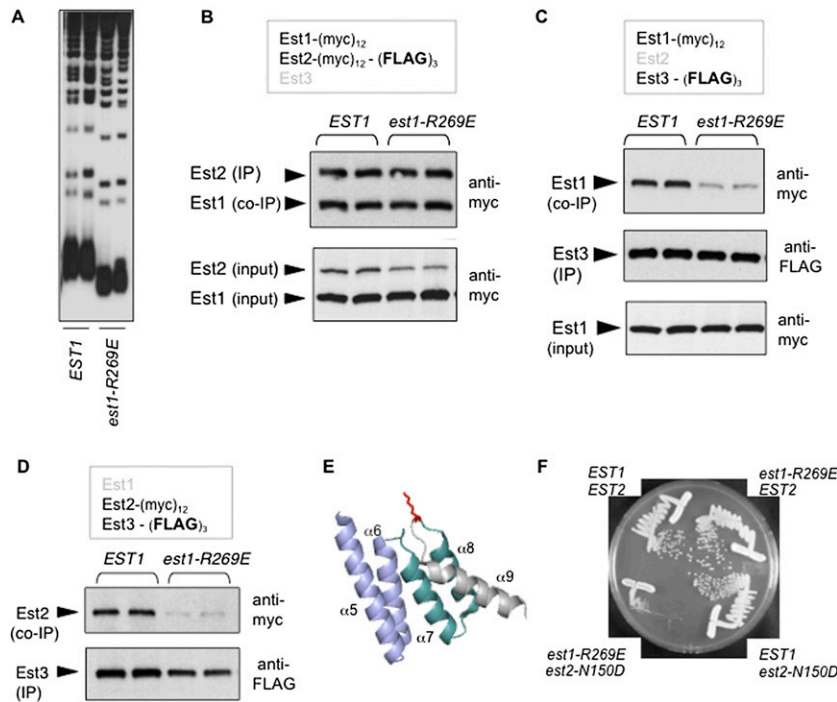 A
EST1
est1-R269E
B
Est1-(myc)12
Est2-(myc)12 - (FLAG)3
Est3
EST1 est1-R269E
Est2 (IP)
Est1 (co-IP)
anti-
myc
Est2 (input)
Est1 (input)
anti-
myc
C
Est1-(myc)12
Est2
Est3 - (FLAG)3
EST1 est1-R269E
Est1
(co-IP)
anti-
myc
Est3
(IP)
anti-
FLAG
Est1
(input)
anti-
myc
D
Est1
Est2-(myc)12
Est3 - (FLAG)3
EST1 est1-R269E
Est2
(co-IP)
anti-
myc
Est3
(IP)
anti-
FLAG
E
α6
α8
α5
α9
α7
F
EST1
EST2
est1-R269E
EST2
est1-R269E
est2-N150D
EST1
est2-N150D